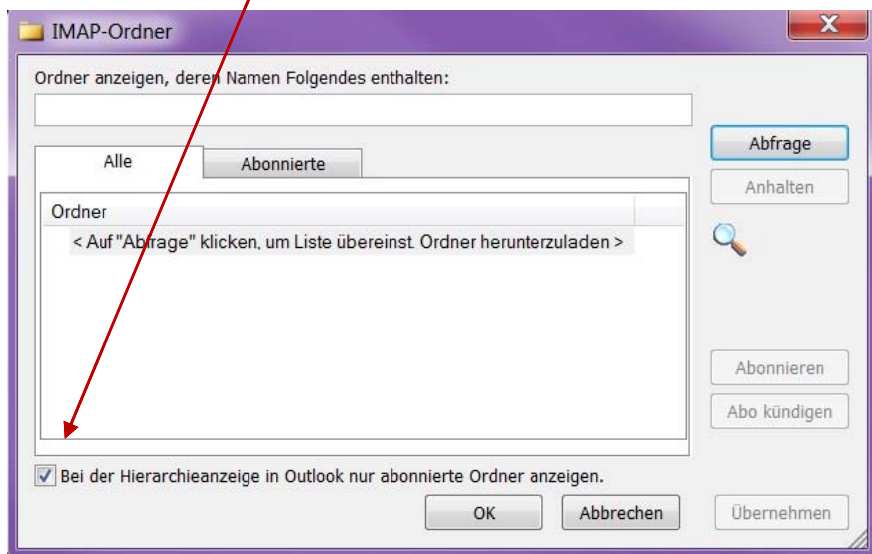 IMAP-Ordner
Ordner anzeigen, deren Namen Folgendes enthalten:
Abfrage
Alle
Abonnierte
Anhalten
Ordner
< Auf "Abfrage" klicken, um Liste übereinst. Ordner herunterzuladen >
Abonnieren
Abo kündigen
Bei der Hierarchieanzeige in Outlook nur abonnierte Ordner anzeigen.
OK
Abbrechen
Übernehmen